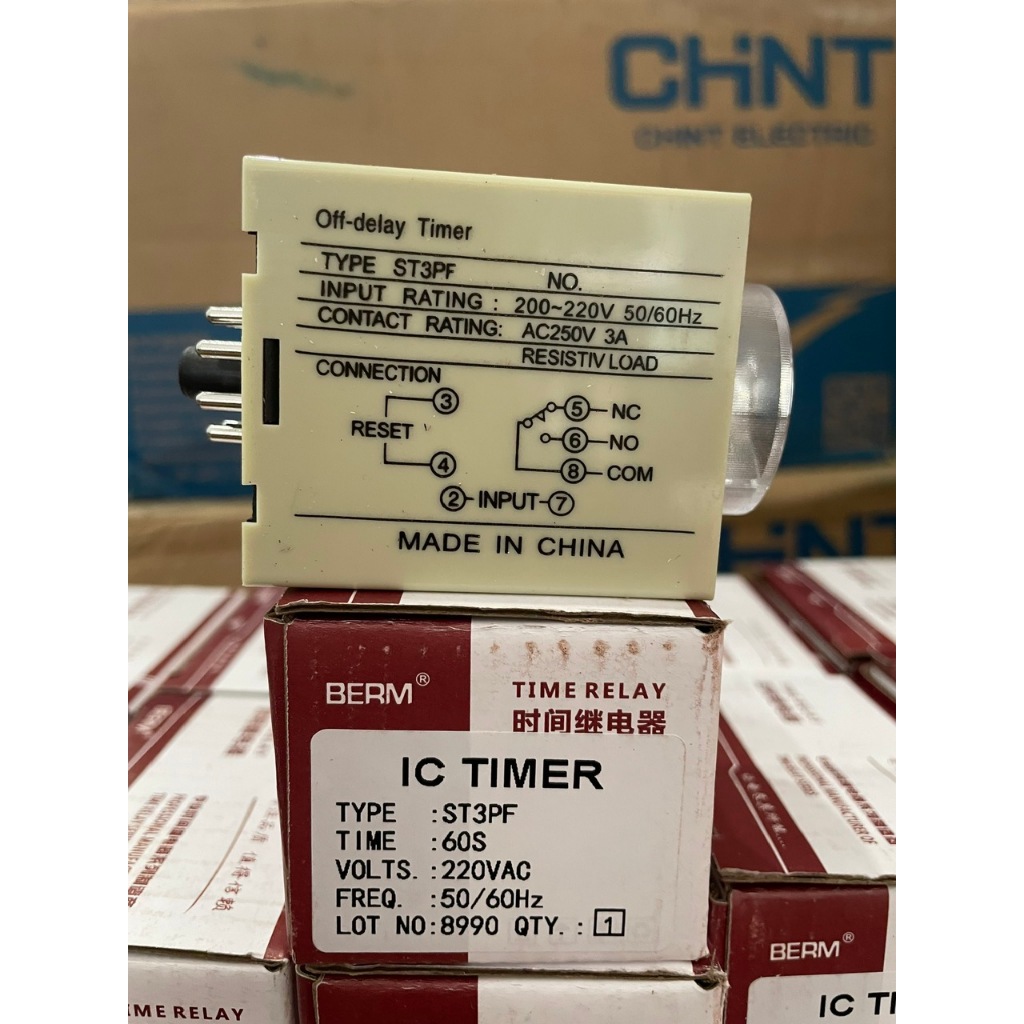 CHiNT
CHNT ELECTRIC
Off-delay Timer
TYPE ST3PF NO.
INPUT RATING : 200~220V 50/60Hz
CONTACT RATING: AC250V 3A
RESISTIV LOAD
CONNECTION
3 5 NC
RESET 6 NO
4 8 COM
2 INPUT 7
MADE IN CHINA
BERM®
TIME RELAY
时间继电器
IC TIMER
TYPE :ST3PF
TIME :60S
VOLTS. :220VAC
FREQ. :50/60Hz
LOT NO:8990 QTY. : 1
BERM®
IC TI
IME RELAY